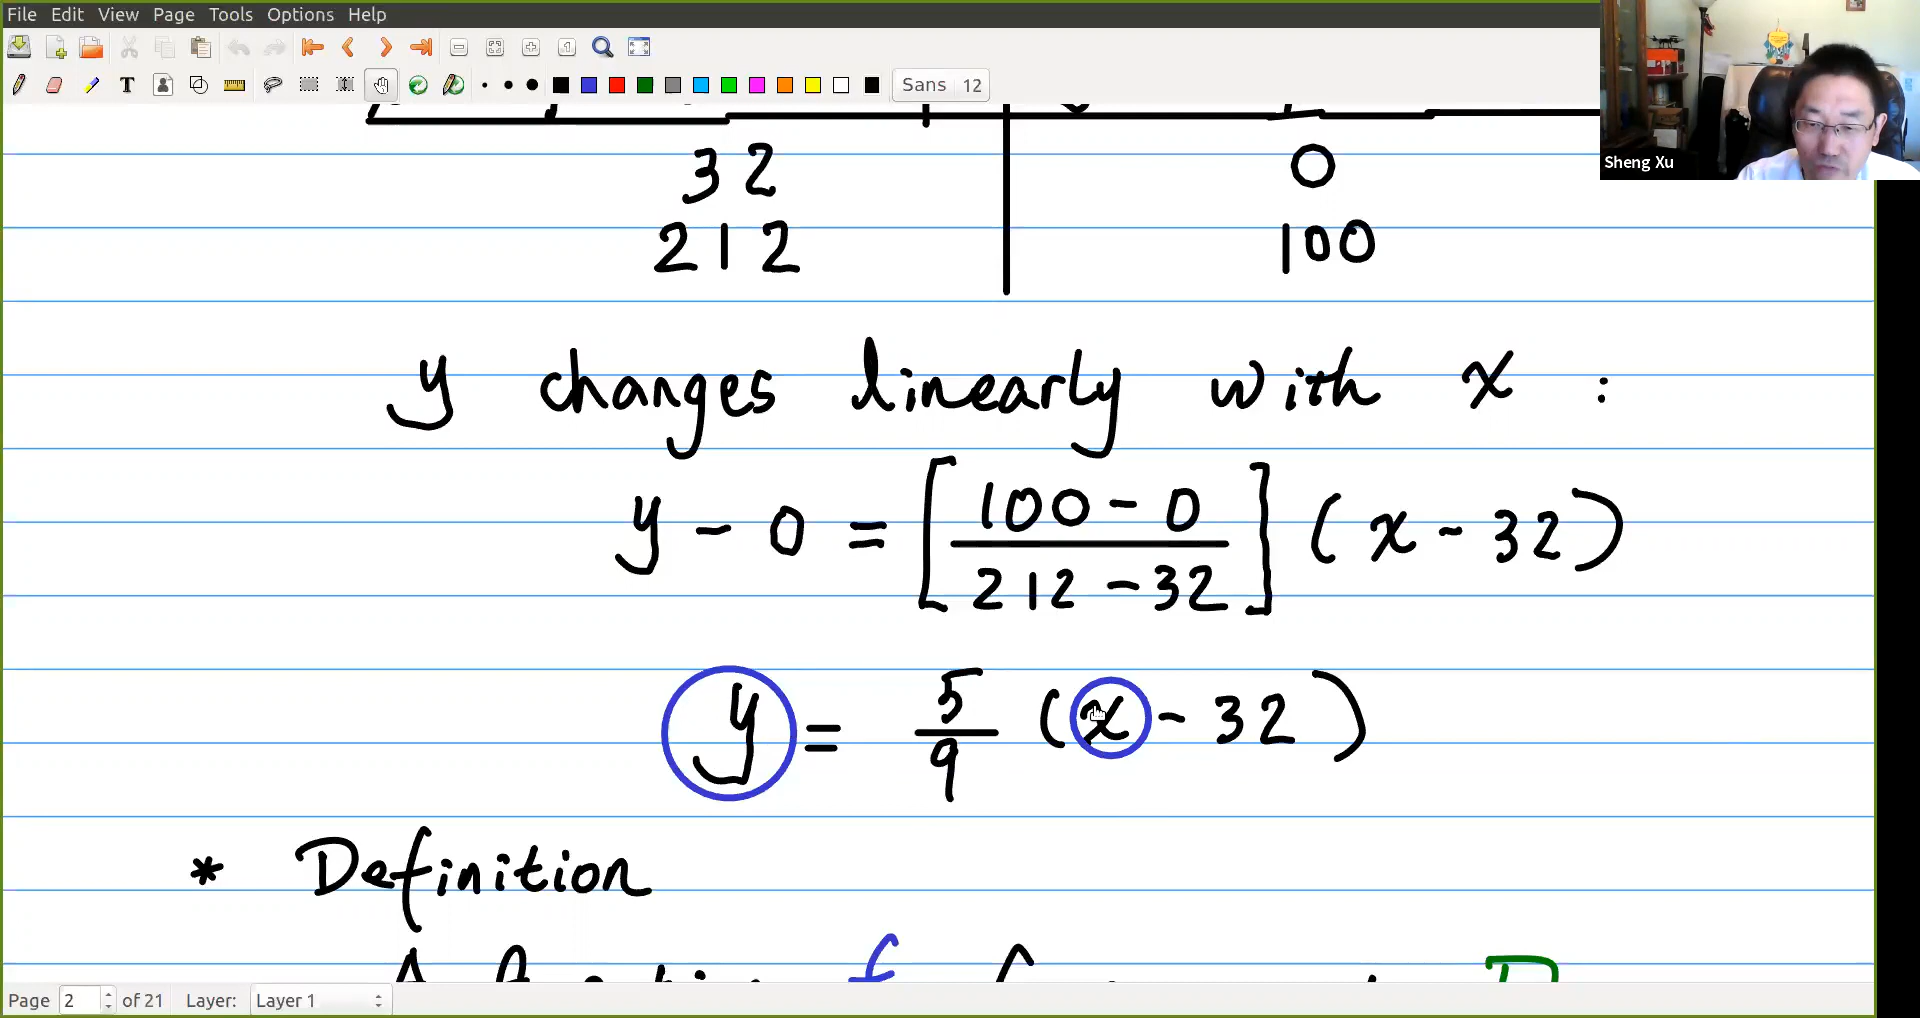 File Edit View Page Tools Options Help
Sans 12
Sheng Xu
32 0
212 100
y changes linearly with x :
y - 0 = [ 100 - 0 / 212 - 32 ] ( x - 32 )
y = 5/9 ( x - 32 )
* Definition
Page 2 of 21 Layer: Layer 1